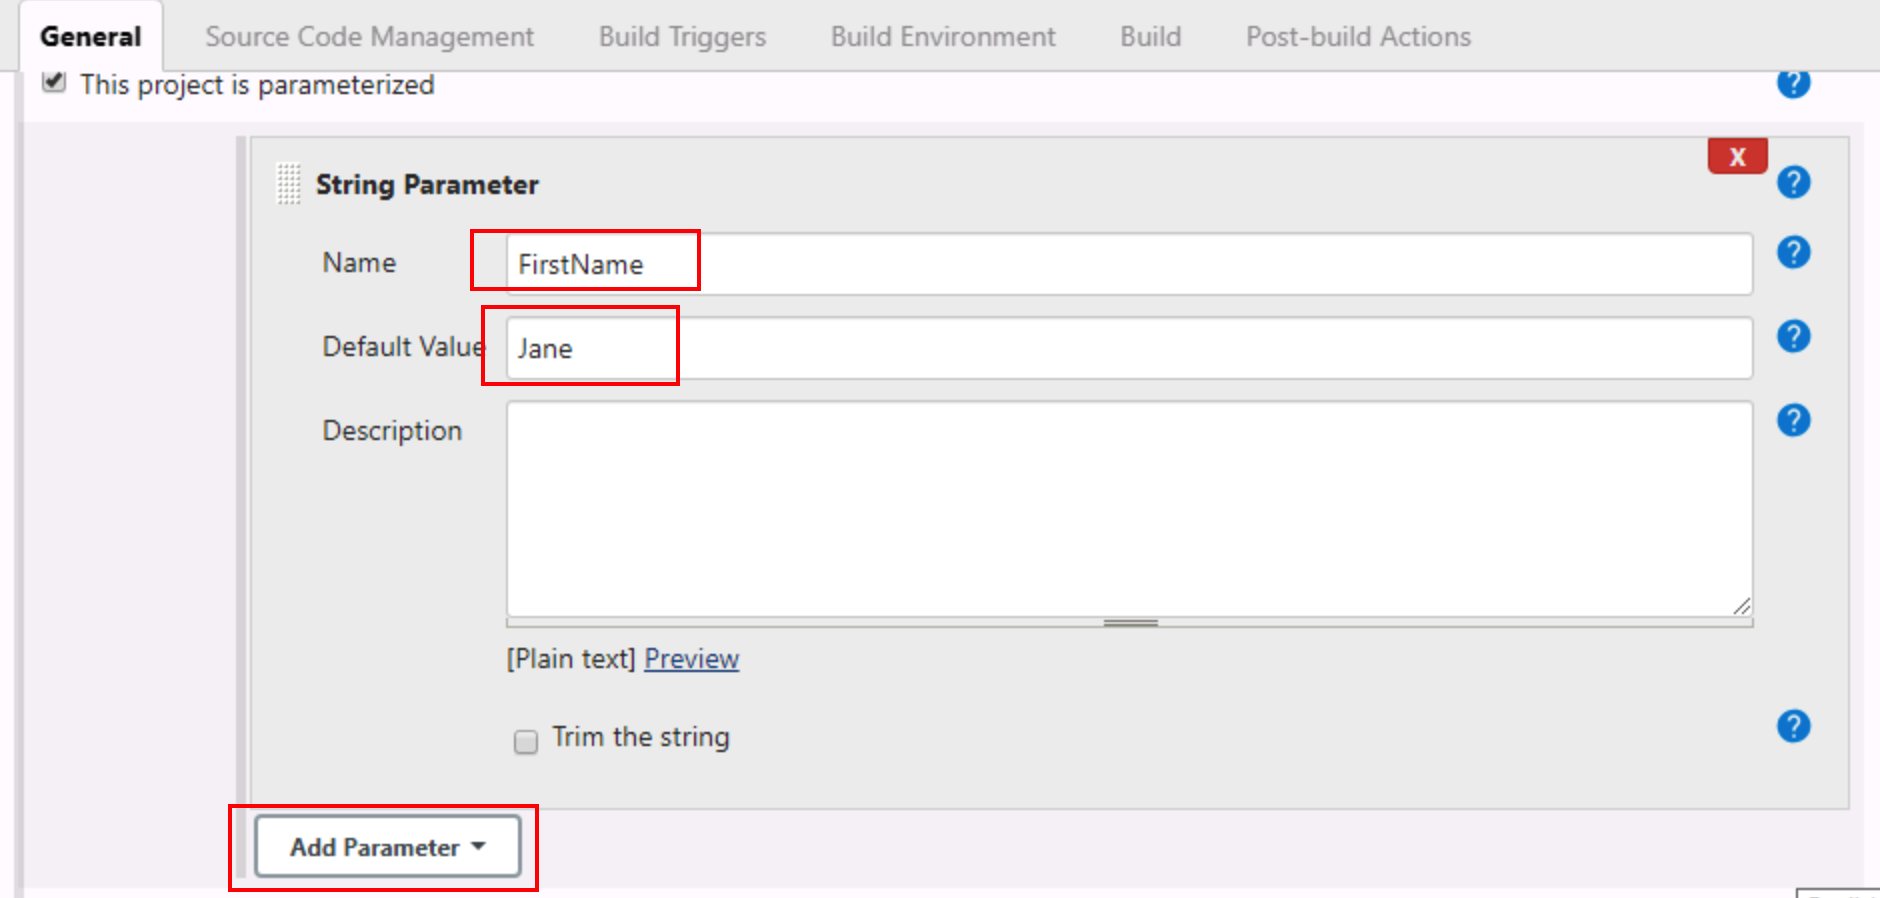 General Source Code Management Build Triggers Build Environment Build Post-build Actions
This project is parameterized ?
X
String Parameter ?
Name FirstName ?
Default Value Jane ?
Description ?
[Plain text] Preview
Trim the string ?
Add Parameter